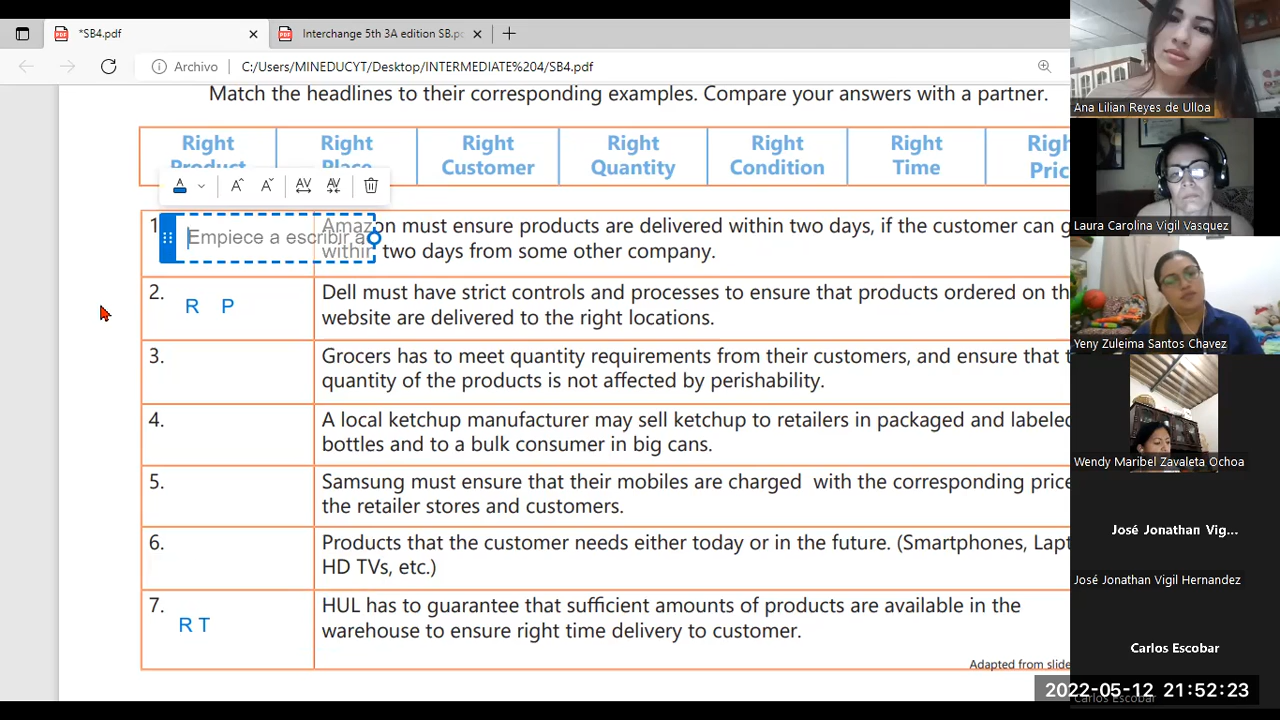 *SB4.pdf
Interchange 5th 3A edition SB.pd
Archivo
C:/Users/MINEDUCYT/Desktop/INTERMEDIATE%204/SB4.pdf
Match the headlines to their corresponding examples. Compare your answers with a partner.
Right Product
Right Place
Right Customer
Right Quantity
Right Condition
Right Time
Righ Pric
1
Empiece a escribir a
Amazon must ensure products are delivered within two days, if the customer can g
within two days from some other company.
2.
R P
Dell must have strict controls and processes to ensure that products ordered on th
website are delivered to the right locations.
3.
Grocers has to meet quantity requirements from their customers, and ensure that t
quantity of the products is not affected by perishability.
4.
A local ketchup manufacturer may sell ketchup to retailers in packaged and labeled
bottles and to a bulk consumer in big cans.
5.
Samsung must ensure that their mobiles are charged with the corresponding price
the retailer stores and customers.
6.
Products that the customer needs either today or in the future. (Smartphones, Lapt
HD TVs, etc.)
7.
R T
HUL has to guarantee that sufficient amounts of products are available in the
warehouse to ensure right time delivery to customer.
Adapted from slide
Ana Lilian Reyes de Ulloa
Laura Carolina Vigil Vasquez
Yeny Zuleima Santos Chavez
Wendy Maribel Zavaleta Ochoa
José Jonathan Vig...
José Jonathan Vigil Hernandez
Carlos Escobar
Carlos Escobar
2022-05-12 21:52:23